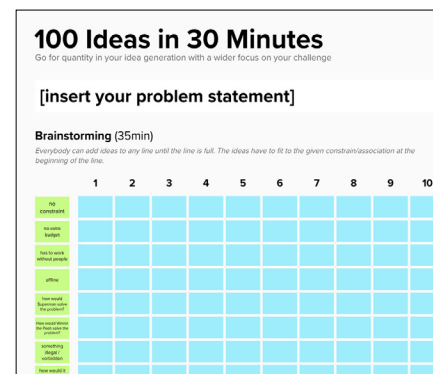 100 Ideas in 30 Minutes
Go for quantity in your idea generation with a wider focus on your challenge
[insert your problem statement]
Brainstorming (35min)
Everybody can add ideas to any line until the line is full. The ideas have to fit to the given constrain/association at the
beginning of the line.
1 2 3 4 5 6 7 8 9 10
no
constraint
no extra
budget
has to work
without people
offline
how would
Superman solve
the problem?
How would Winnie
the Pooh solve the
problem?
something
illegal /
forbidden
how would it